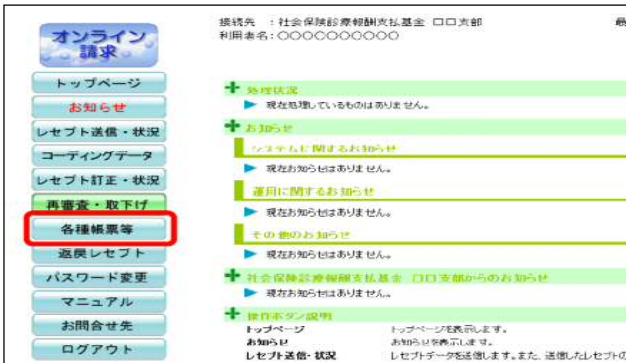 オンライン
請求
トップページ
お知らせ
レセプト送信・状況
コーディングデータ
レセプト訂正・状況
再審査・取下げ
各種帳票等
返戻レセプト
パスワード変更
マニュアル
お問合せ先
ログアウト
接続先 :社会保険診療報酬支払基金 口口支部
利用者名:〇〇〇〇〇〇〇〇〇〇
最
処理状況
現在処理しているものはありません。
お知らせ
システムに関するお知らせ
現在お知らせはありません。
運用に関するお知らせ
現在お知らせはありません。
その他のお知らせ
現在お知らせはありません。
社会保険診療報酬支払基金 口口支部からのお知らせ
現在お知らせはありません。
操作ボタン説明
トップページ トップページを表示します。
お知らせ お知らせを表示します。
レセプト送信・状況 レセプトデータを送信します。また、送信したレセプトの